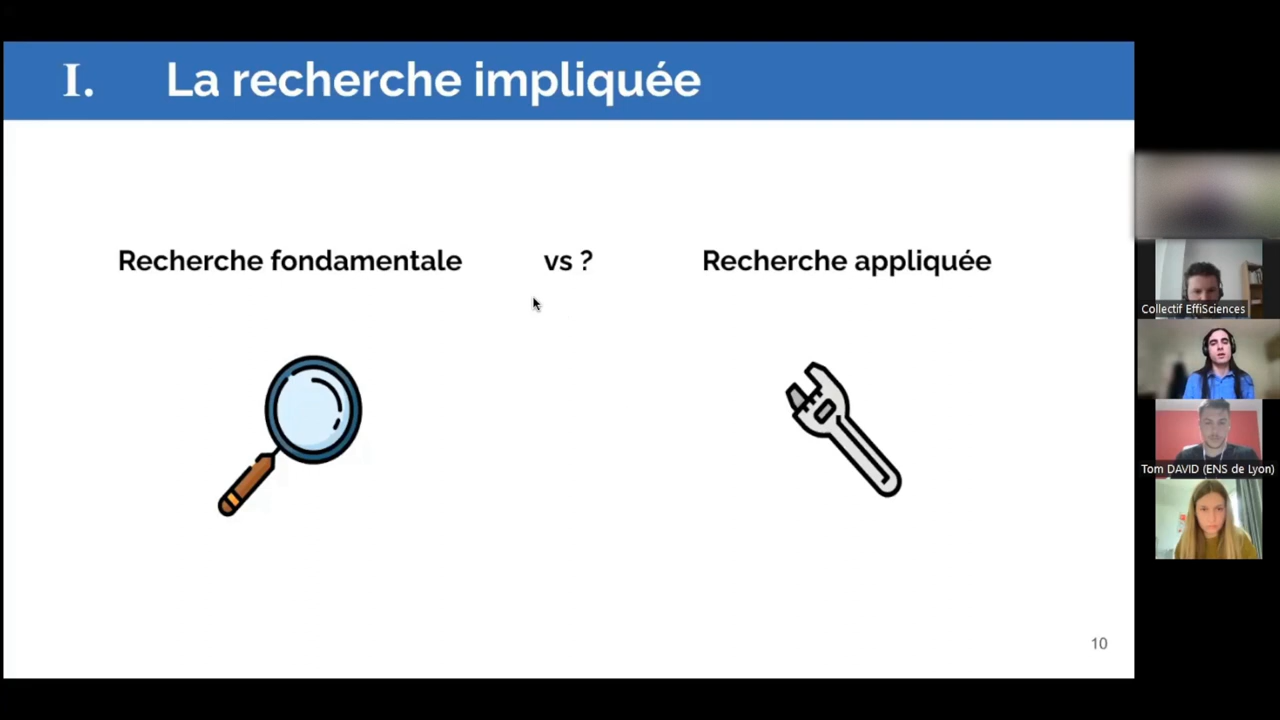 I. La recherche impliquée
Recherche fondamentale vs ? Recherche appliquée
10
Collectif EffiSciences
Tom DAVID (ENS de Lyon)